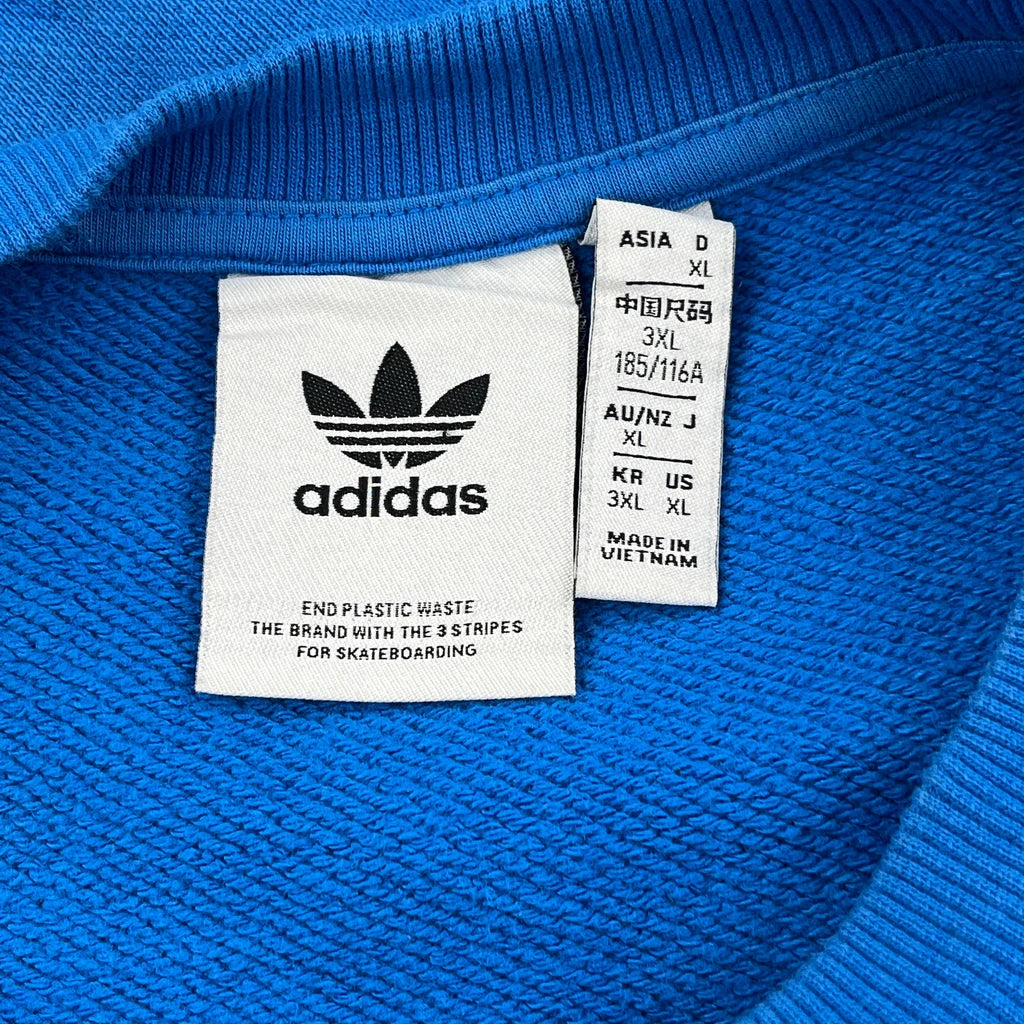 adidas
END PLASTIC WASTE
THE BRAND WITH THE 3 STRIPES
FOR SKATEBOARDING
ASIA D
XL
中国尺码
3XL
185/116A
AU/NZ J
XL
KR US
3XL XL
MADE IN
VIETNAM